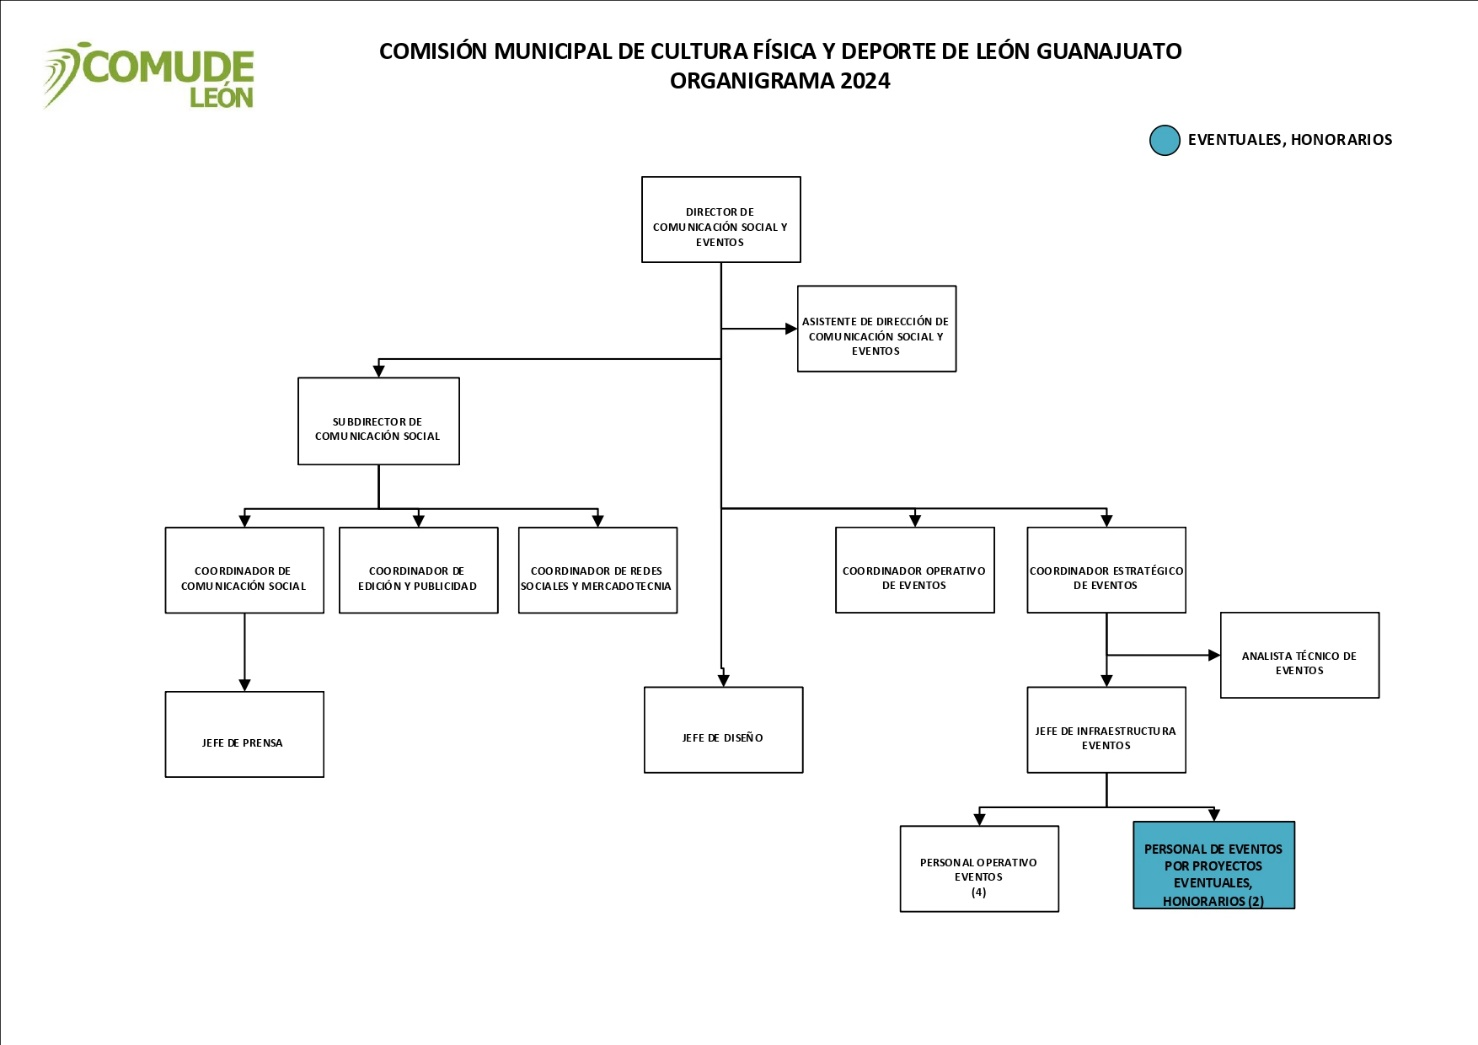 COMUDE
LEÓN
COMISIÓN MUNICIPAL DE CULTURA FÍSICA Y DEPORTE DE LEÓN GUANAJUATO
ORGANIGRAMA 2024
EVENTUALES, HONORARIOS
DIRECTOR DE
COMUNICACIÓN SOCIAL Y
EVENTOS
ASISTENTE DE DIRECCIÓN DE
COMUNICACIÓN SOCIAL Y
EVENTOS
SUBDIRECTOR DE
COMUNICACIÓN SOCIAL
COORDINADOR DE
COMUNICACIÓN SOCIAL
COORDINADOR DE
EDICIÓN Y PUBLICIDAD
COORDINADOR DE REDES
SOCIALES Y MERCADOTECNIA
COORDINADOR OPERATIVO
DE EVENTOS
COORDINADOR ESTRATÉGICO
DE EVENTOS
ANALISTA TÉCNICO DE
EVENTOS
JEFE DE PRENSA
JEFE DE DISEÑO
JEFE DE INFRAESTRUCTURA
EVENTOS
PERSONAL OPERATIVO
EVENTOS
(4)
PERSONAL DE EVENTOS
POR PROYECTOS
EVENTUALES,
HONORARIOS (2)